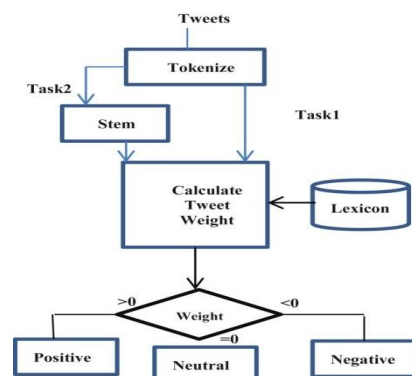 Tweets
Tokenize
Task2
Task1
Stem
Calculate
Tweet
Weight
Lexicon
>0
<0
Weight
=0
Positive
Neutral
Negative